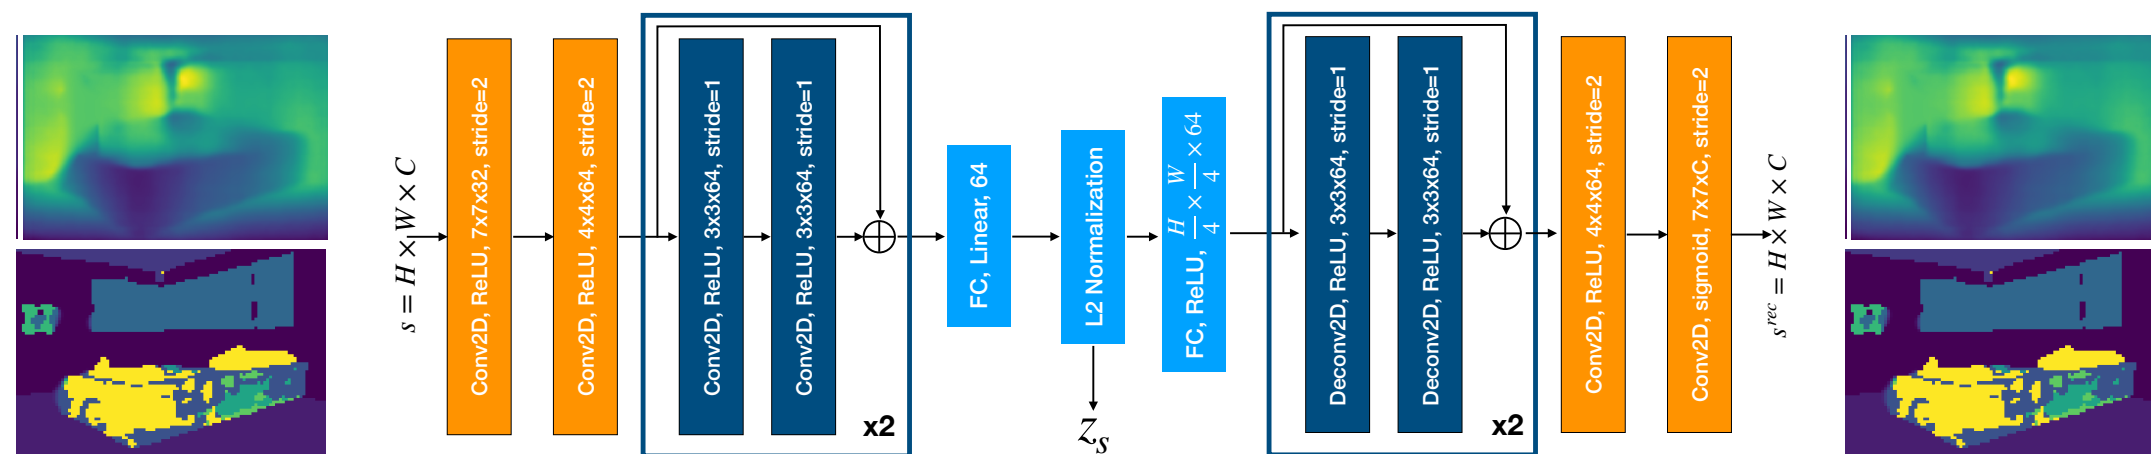 s = H × W × C
Conv2D, ReLU, 7x7x32, stride=2
Conv2D, ReLU, 4x4x64, stride=2
Conv2D, ReLU, 3x3x64, stride=1
Conv2D, ReLU, 3x3x64, stride=1
x2
FC, Linear, 64
L2 Normalization
z_s
FC, ReLU, H/4 × W/4 × 64
Deconv2D, ReLU, 3x3x64, stride=1
Deconv2D, ReLU, 3x3x64, stride=1
x2
Conv2D, ReLU, 4x4x64, stride=2
Conv2D, sigmoid, 7x7xC, stride=2
s^{rec} = H × W × C